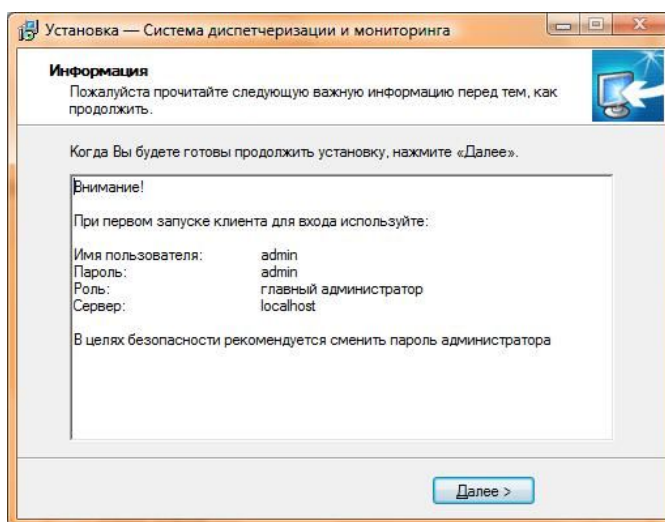 Установка — Система диспетчеризации и мониторинга
Информация
Пожалуйста прочитайте следующую важную информацию перед тем, как
продолжить.
Когда Вы будете готовы продолжить установку, нажмите «Далее».
Внимание!
При первом запуске клиента для входа используйте:
Имя пользователя: admin
Пароль: admin
Роль: главный администратор
Сервер: localhost
В целях безопасности рекомендуется сменить пароль администратора
Далее >